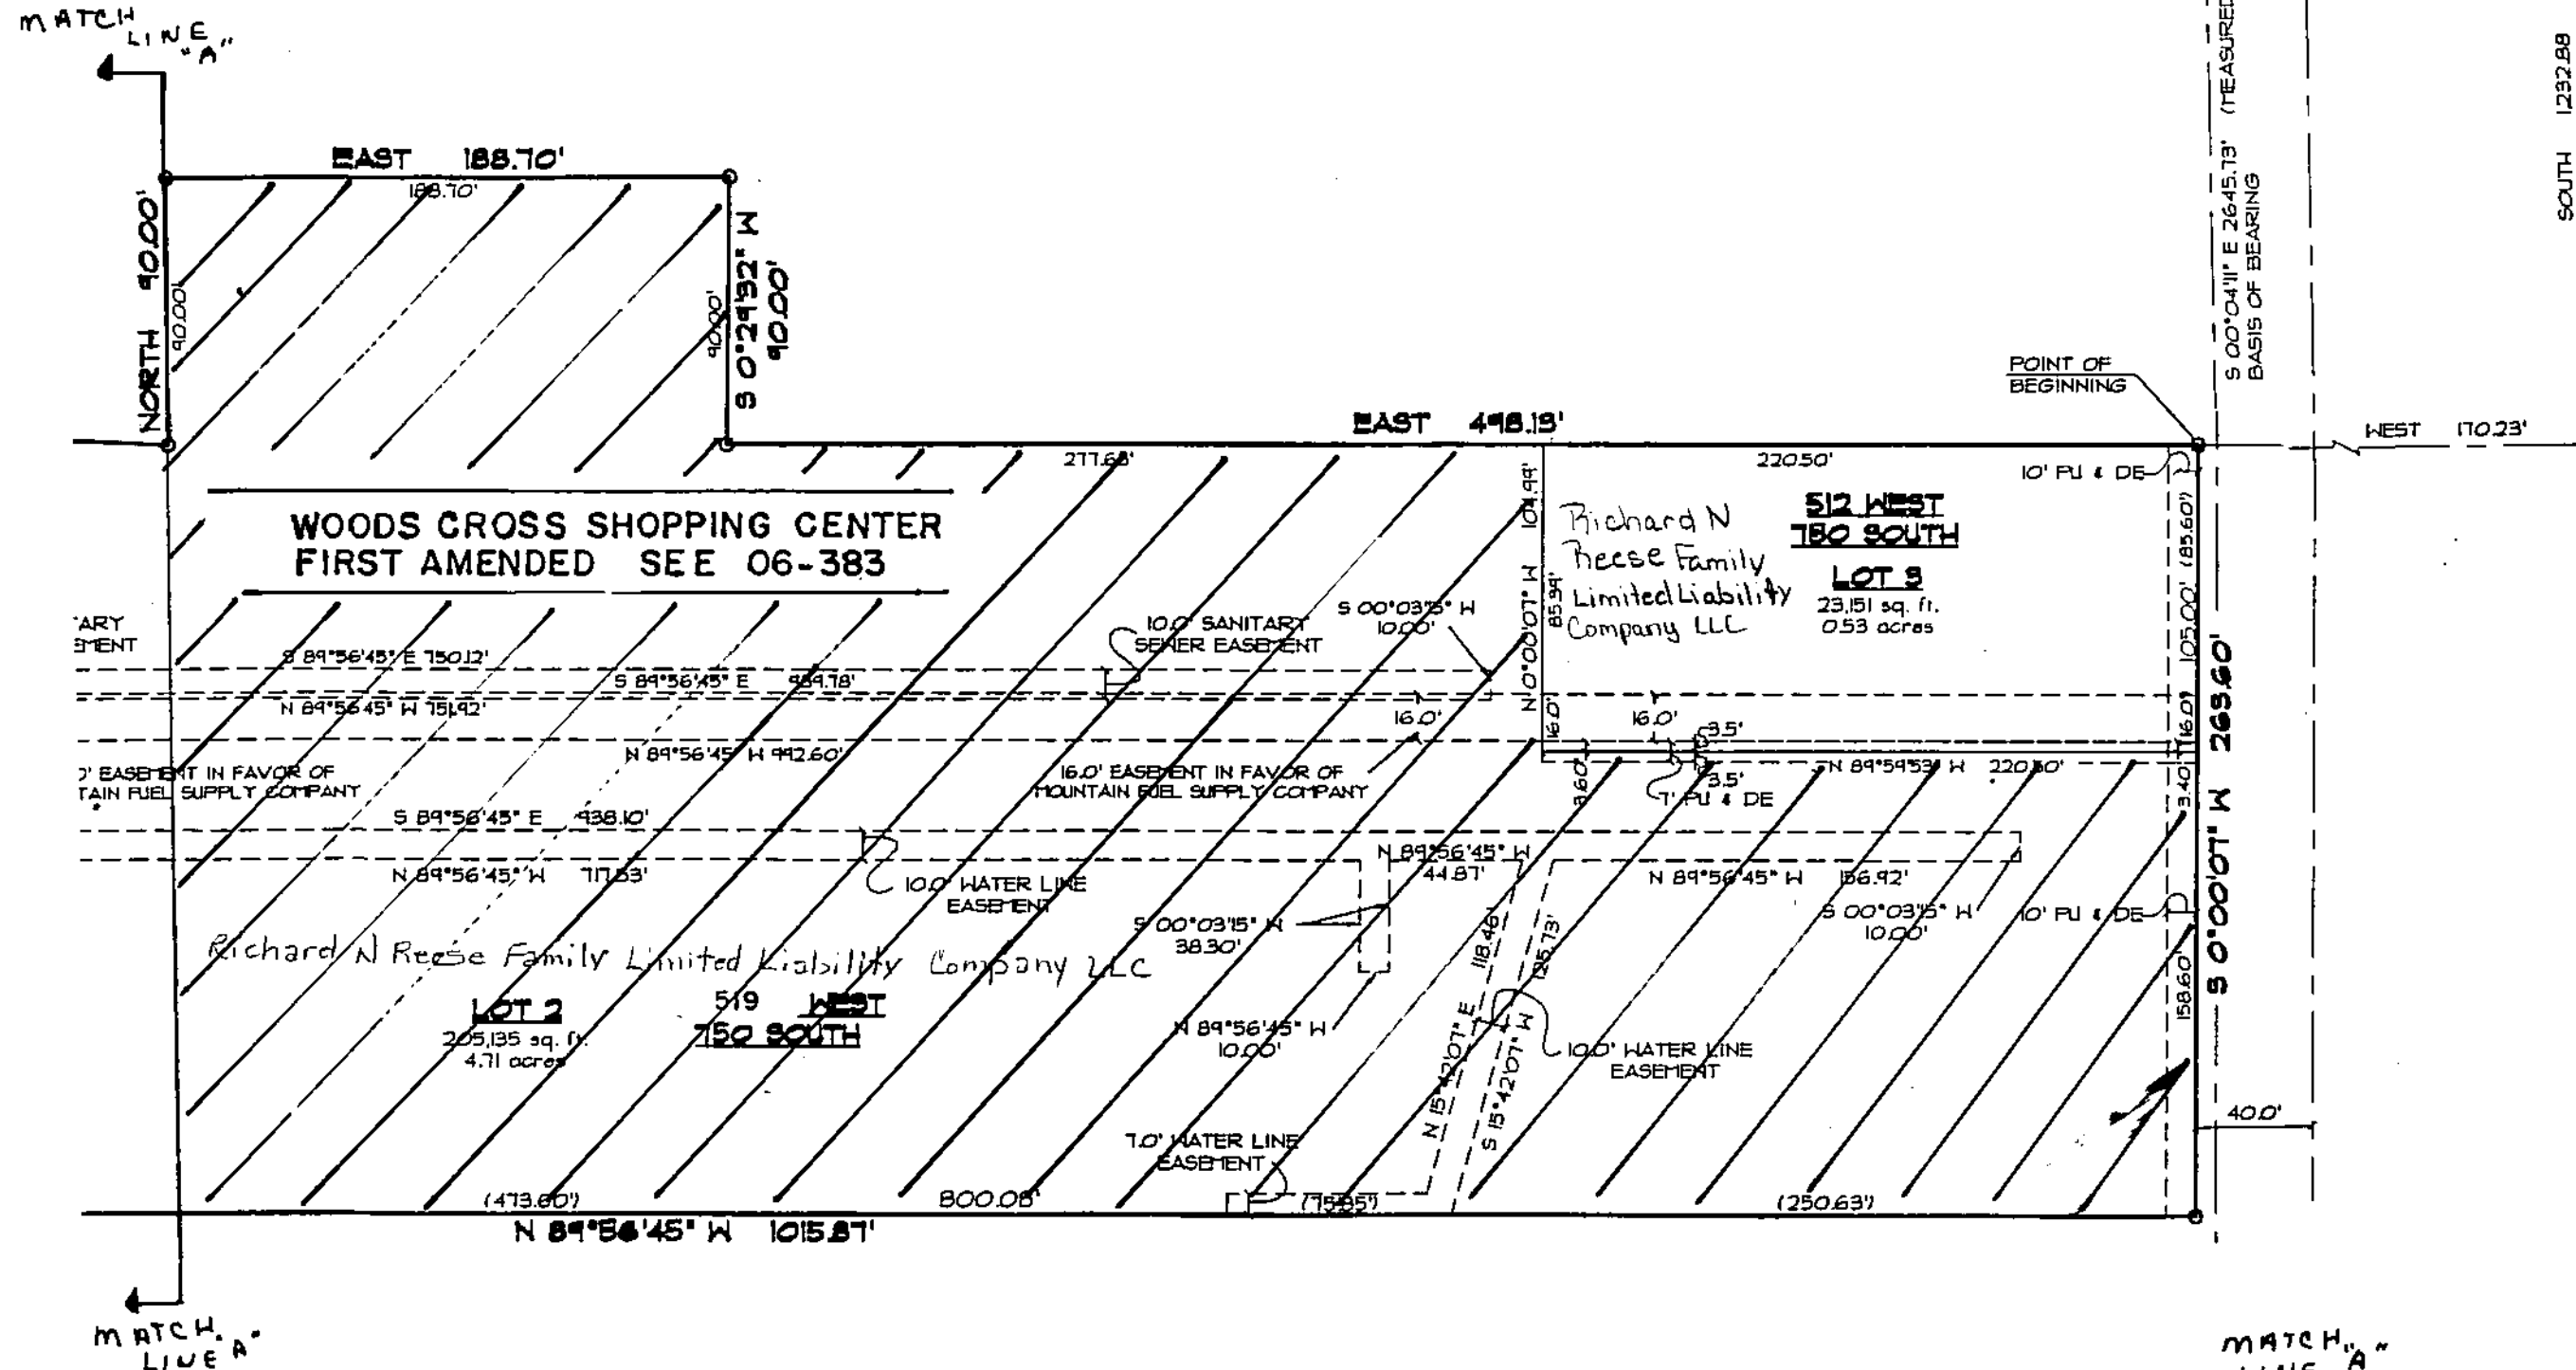 MATCH
LINE
"A"
EAST 188.70'
188.70'
NORTH 90.00'
90.00'
90.00'
S 0°29'32" W
90.00'
S 00°04'11" E 2645.73' (MEASURED
BASIS OF BEARING
SOUTH 1232.88
POINT OF
BEGINNING
WEST 170.23'
EAST 498.13'
277.63'
220.50'
10' PU & DE
WOODS CROSS SHOPPING CENTER
FIRST AMENDED SEE 06-383
N 0°00'07" W 104.99'
85.99'
16.0'
Richard N
Reese Family
Limited Liability
Company LLC
512 WEST
750 SOUTH
LOT 3
23,151 sq. ft.
0.53 acres
105.00' (85.60')
(16.0')
3.40'
158.60'
S 0°00'07" W 263.60'
ARY
EMENT
10.0' SANITARY
SEWER EASEMENT
S 00°03'15" W
10.00'
S 89°56'45" E 750.12'
S 89°56'45" E
N 89°56'45" W 751.92'
16.0'
16.0'
3.5'
N 89°56'45" W 992.60'
' EASEMENT IN FAVOR OF
TAIN FUEL SUPPLY COMPANY
16.0' EASEMENT IN FAVOR OF
MOUNTAIN FUEL SUPPLY COMPANY
N 89°59'53" W 220.50'
3.5'
7' PU & DE
S 89°56'45" E 938.10'
N 89°56'45" W 717.53'
10.0' WATER LINE
EASEMENT
N 89°56'45" W
44.87'
N 89°56'45" W 156.92'
S 00°03'15" W
38.30'
S 00°03'15" W
10.00'
10' PU & DE
Richard N Reese Family Limited Liability Company LLC
LOT 2
205,135 sq. ft.
4.71 acres
519 WEST
750 SOUTH
N 89°56'45" W
10.00'
N 15°42'07" E 118.46'
S 15°42'07" W 125.73'
10.0' WATER LINE
EASEMENT
7.0' WATER LINE
EASEMENT
40.0'
(473.60')
800.08'
(75.85')
(250.63')
N 89°56'45" W 1015.87'
MATCH
LINE A"
MATCH "A"
LINE